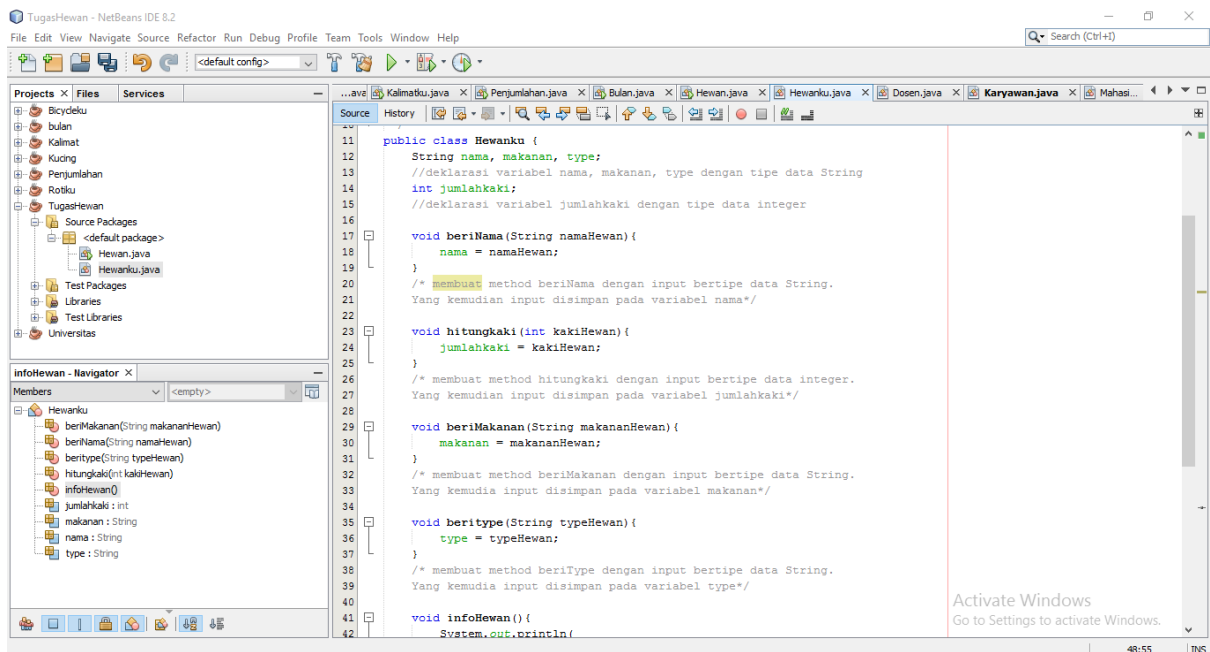 TugasHewan - NetBeans IDE 8.2
File Edit View Navigate Source Refactor Run Debug Profile Team Tools Window Help
Search (Ctrl+I)
<default config>
Projects Files Services
Bicycleku
bulan
Kalimat
Kucing
Penjumlahan
Rotiku
TugasHewan
Source Packages
<default package>
Hewan.java
Hewanku.java
Test Packages
Libraries
Test Libraries
Universitas
infoHewan - Navigator
Members <empty>
Hewanku
beriMakanan(String makananHewan)
beriNama(String namaHewan)
beritype(String typeHewan)
hitungkaki(int kakiHewan)
infoHewan()
jumlahkaki : int
makanan : String
nama : String
type : String
...ava Kalimatku.java Penjumlahan.java Bulan.java Hewan.java Hewanku.java Dosen.java Karyawan.java Mahasi...
Source History
11 public class Hewanku {
12 String nama, makanan, type;
13 //deklarasi variabel nama, makanan, type dengan tipe data String
14 int jumlahkaki;
15 //deklarasi variabel jumlahkaki dengan tipe data integer
16
17 void beriNama(String namaHewan){
18 nama = namaHewan;
19 }
20 /* membuat method beriNama dengan input bertipe data String.
21 Yang kemudian input disimpan pada variabel nama*/
22
23 void hitungkaki(int kakiHewan){
24 jumlahkaki = kakiHewan;
25 }
26 /* membuat method hitungkaki dengan input bertipe data integer.
27 Yang kemudian input disimpan pada variabel jumlahkaki*/
28
29 void beriMakanan(String makananHewan){
30 makanan = makananHewan;
31 }
32 /* membuat method beriMakanan dengan input bertipe data String.
33 Yang kemudia input disimpan pada variabel makanan*/
34
35 void beritype(String typeHewan){
36 type = typeHewan;
37 }
38 /* membuat method beriType dengan input bertipe data String.
39 Yang kemudia input disimpan pada variabel type*/
40
41 void infoHewan(){
42 System.out.println(
Activate Windows
Go to Settings to activate Windows.
48:55 INS